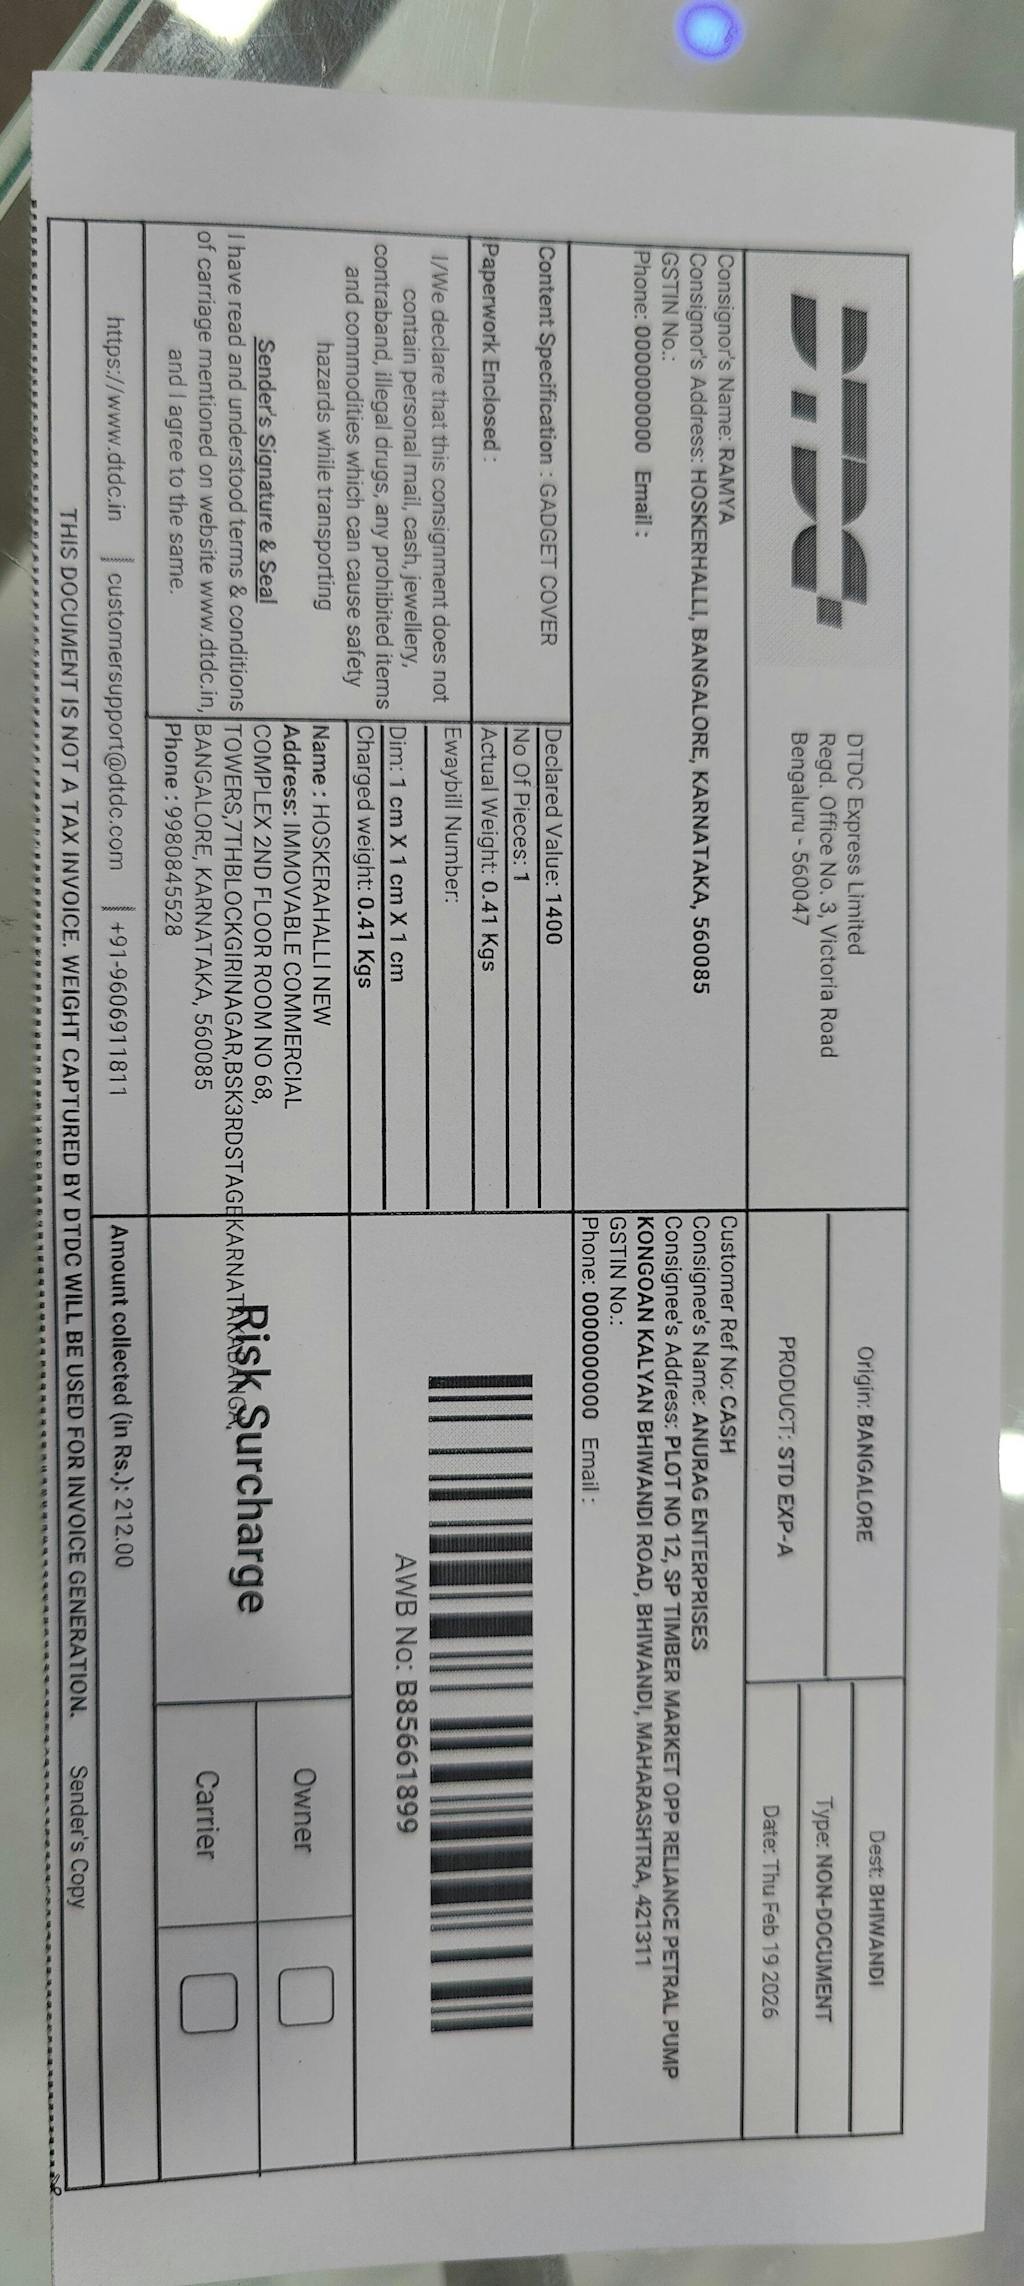 DTDC
DTDC Express Limited
Regd. Office No. 3, Victoria Road
Bengaluru - 560047
Origin: BANGALORE
PRODUCT: STD EXP-A
Dest: BHIWANDI
Type: NON-DOCUMENT
Date: Thu Feb 19 2026
Consignor's Name: RAMYA
Consignor's Address: HOSKERHALLI, BANGALORE, KARNATAKA, 560085
GSTIN No.:
Phone: 0000000000 Email :
Customer Ref No: CASH
Consignee's Name: ANURAG ENTERPRISES
Consignee's Address: PLOT NO 12, SP TIMBER MARKET OPP RELIANCE PETRAL PUMP
KONGOAN KALYAN BHIWANDI ROAD, BHIWANDI, MAHARASHTRA, 421311
GSTIN No.:
Phone: 0000000000 Email :
Content Specification : GADGET COVER
Paperwork Enclosed :
Declared Value: 1400
No Of Pieces: 1
Actual Weight: 0.41 Kgs
I/We declare that this consignment does not
contain personal mail, cash, jewellery,
contraband, illegal drugs, any prohibited items
and commodities which can cause safety
hazards while transporting
Sender's Signature & Seal
I have read and understood terms & conditions
of carriage mentioned on website www.dtdc.in,
and I agree to the same.
Ewaybill Number:
Dim: 1 cm X 1 cm X 1 cm
Charged weight: 0.41 Kgs
Name : HOSKERAHALLI NEW
Address: IMMOVABLE COMMERCIAL
COMPLEX 2ND FLOOR ROOM NO 68,
TOWERS,7THBLOCKGIRINAGAR,BSK3RDSTAGEKARNATAKABANGA,
BANGALORE, KARNATAKA, 560085
Phone : 9980845528
AWB No: B85661899
Risk Surcharge
Owner
Carrier
https://www.dtdc.in customersupport@dtdc.com +91-9606911811
Amount collected (in Rs.): 212.00
THIS DOCUMENT IS NOT A TAX INVOICE. WEIGHT CAPTURED BY DTDC WILL BE USED FOR INVOICE GENERATION. Sender's Copy